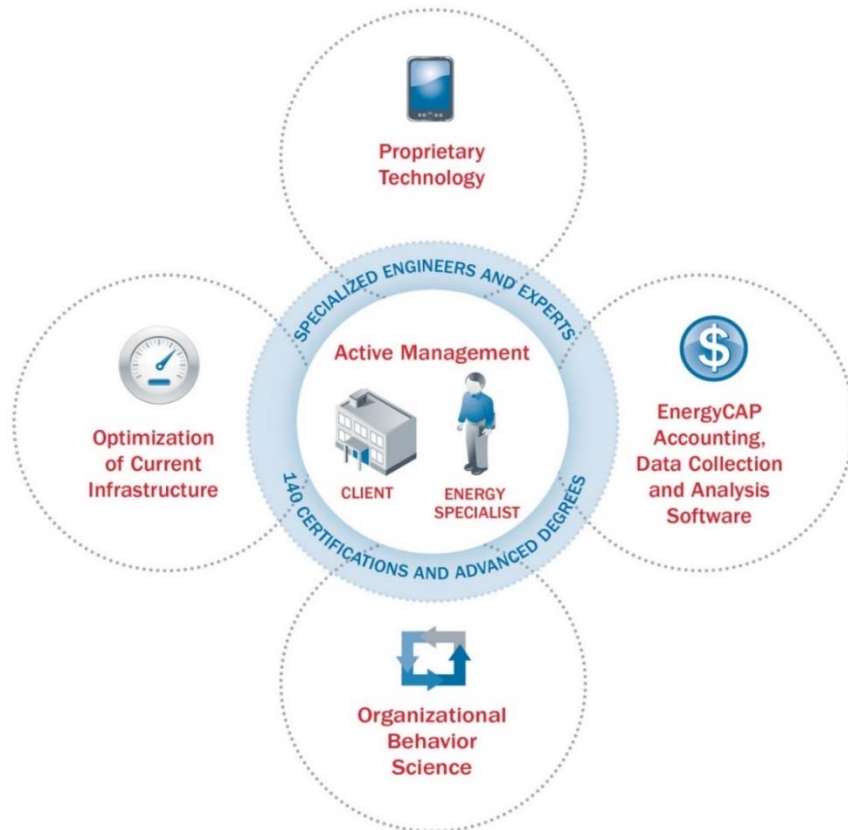 Proprietary
Technology
SPECIALIZED ENGINEERS AND EXPERTS
Active Management
CLIENT
ENERGY
SPECIALIST
140 CERTIFICATIONS AND ADVANCED DEGREES
Optimization
of Current
Infrastructure
$
EnergyCAP
Accounting,
Data Collection
and Analysis
Software
Organizational
Behavior
Science